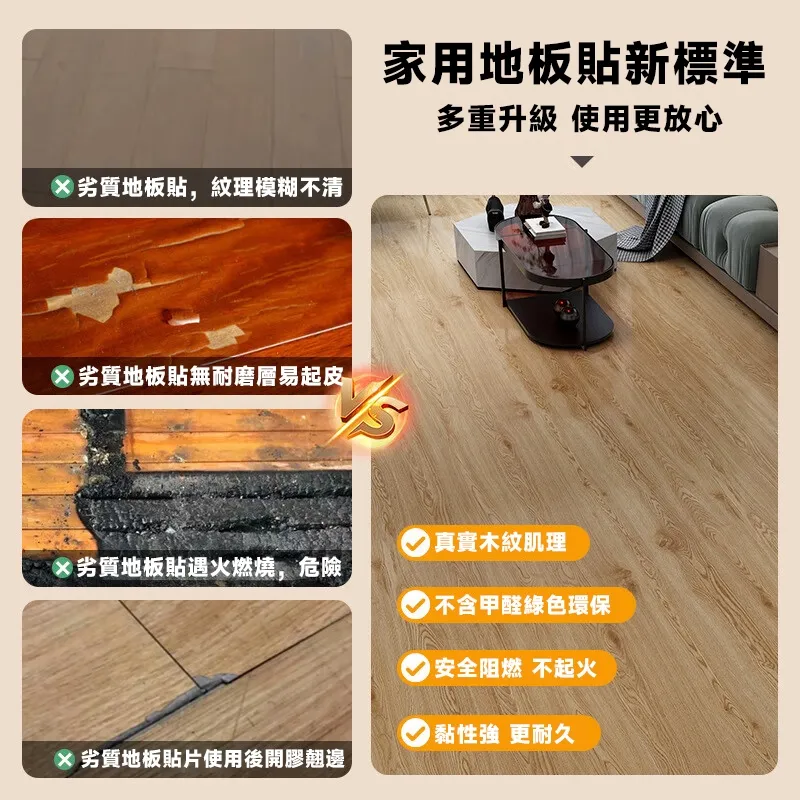 家用地板貼新標準
多重升級 使用更放心
劣質地板貼，紋理模糊不清
劣質地板貼無耐磨層易起皮
劣質地板貼遇火燃燒，危險
劣質地板貼片使用後開膠翹邊
VS
真實木紋肌理
不含甲醛綠色環保
安全阻燃 不起火
黏性強 更耐久